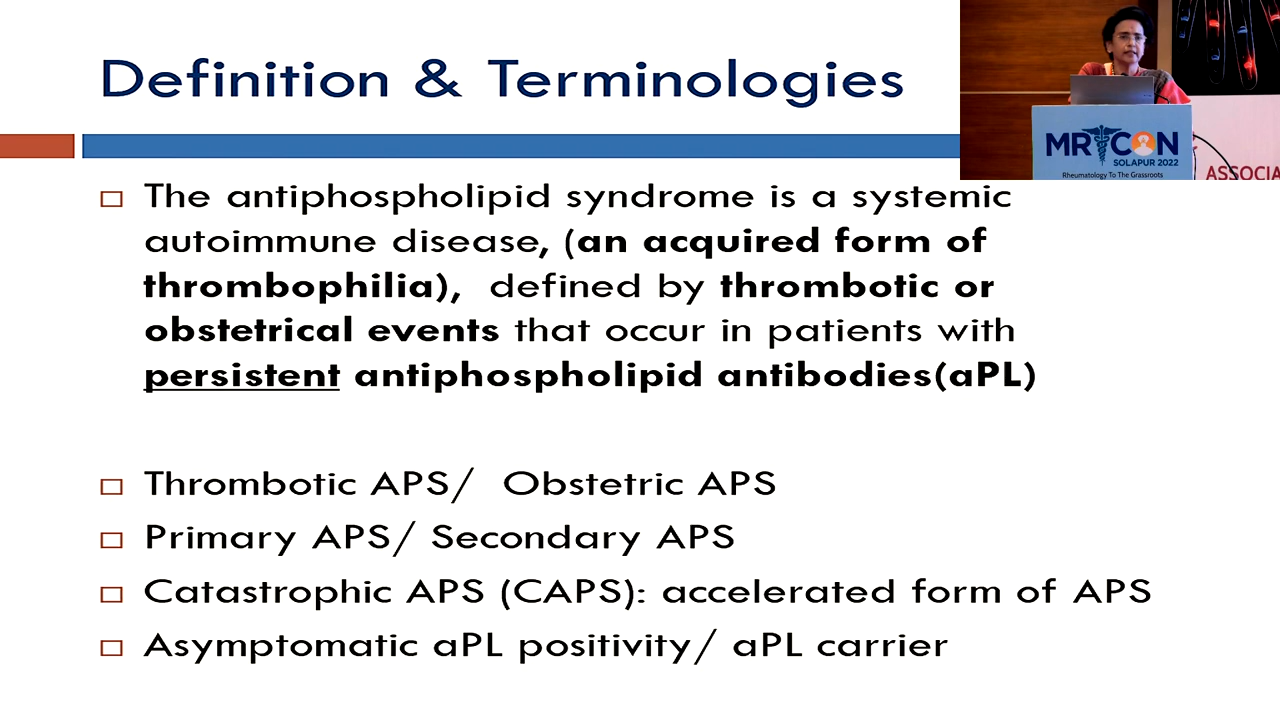 Definition & Terminologies
MRCON
SOLAPUR 2022
Rheumatology To The Grassroots
The antiphospholipid syndrome is a systemic
autoimmune disease, (an acquired form of
thrombophilia), defined by thrombotic or
obstetrical events that occur in patients with
persistent antiphospholipid antibodies(aPL)
Thrombotic APS/ Obstetric APS
Primary APS/ Secondary APS
Catastrophic APS (CAPS): accelerated form of APS
Asymptomatic aPL positivity/ aPL carrier